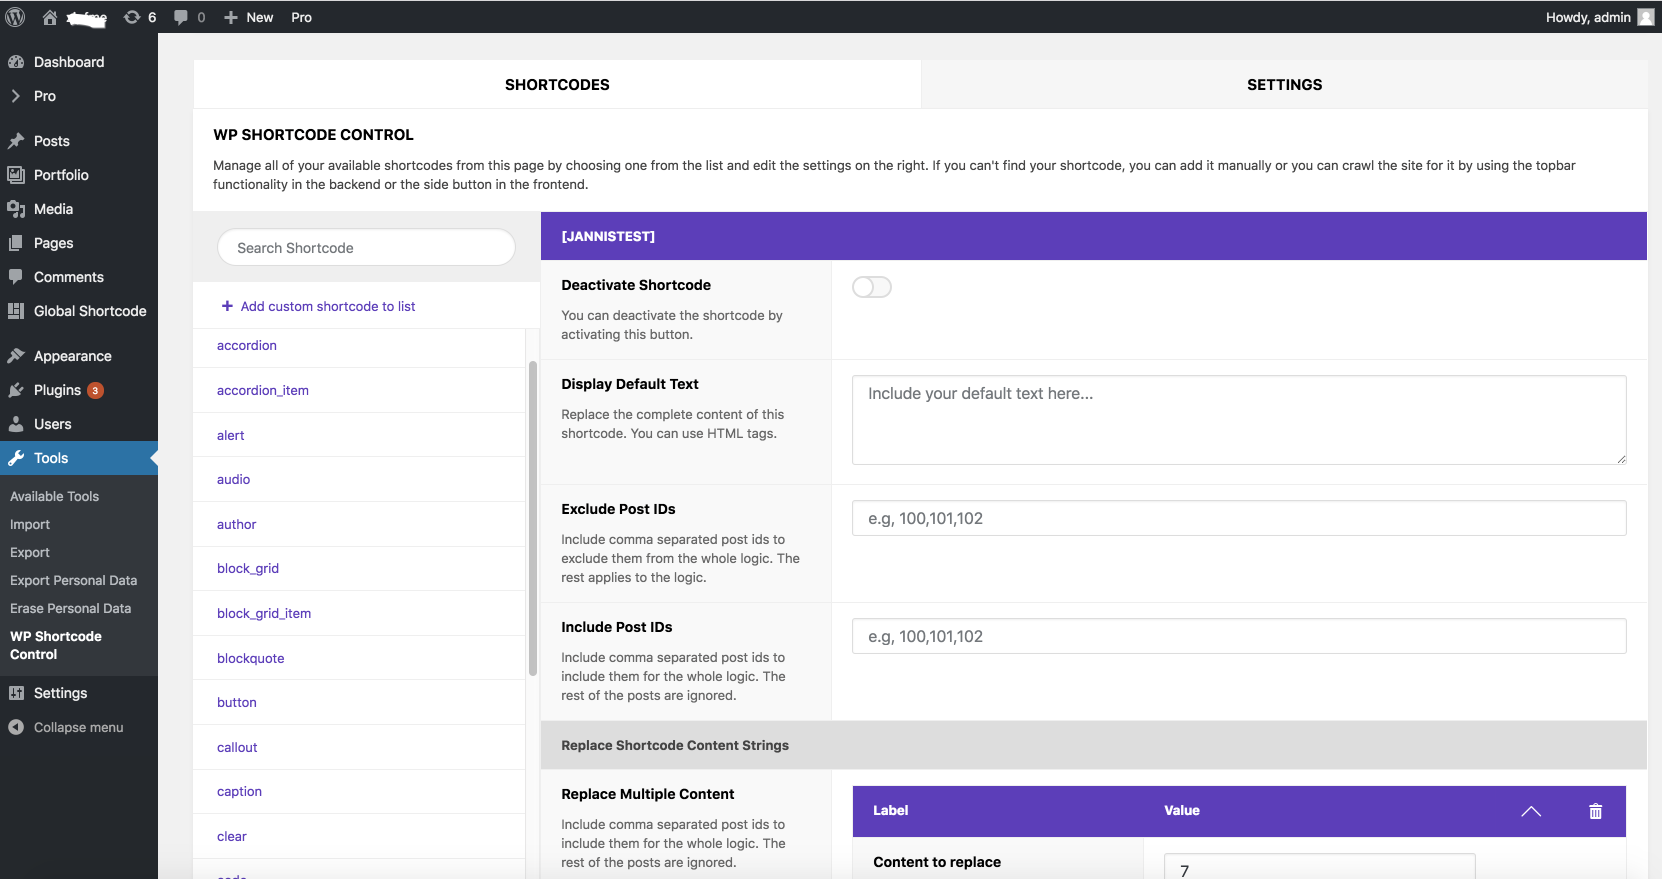 6
0
New
Pro
Howdy, admin
Dashboard
Pro
Posts
Portfolio
Media
Pages
Comments
Global Shortcode
Appearance
Plugins 3
Users
Tools
Available Tools
Import
Export
Export Personal Data
Erase Personal Data
WP Shortcode
Control
Settings
Collapse menu
SHORTCODES
SETTINGS
WP SHORTCODE CONTROL
Manage all of your available shortcodes from this page by choosing one from the list and edit the settings on the right. If you can't find your shortcode, you can add it manually or you can crawl the site for it by using the topbar
functionality in the backend or the side button in the frontend.
Search Shortcode
+ Add custom shortcode to list
accordion
accordion_item
alert
audio
author
block_grid
block_grid_item
blockquote
button
callout
caption
clear
[JANNISTEST]
Deactivate Shortcode
You can deactivate the shortcode by
activating this button.
Display Default Text
Replace the complete content of this
shortcode. You can use HTML tags.
Include your default text here...
Exclude Post IDs
Include comma separated post ids to
exclude them from the whole logic. The
rest applies to the logic.
e.g, 100,101,102
Include Post IDs
Include comma separated post ids to
include them for the whole logic. The
rest of the posts are ignored.
e.g, 100,101,102
Replace Shortcode Content Strings
Replace Multiple Content
Include comma separated post ids to
include them for the whole logic. The
rest of the posts are ignored.
Label
Value
Content to replace
7